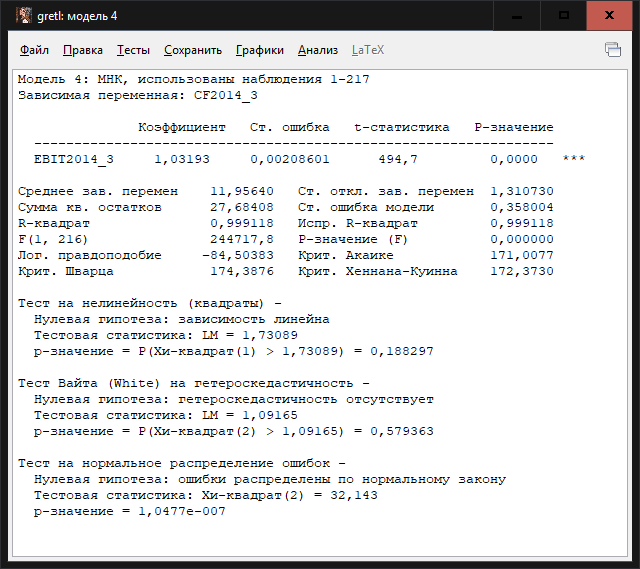 gretl: модель 4
Файл Правка Тесты Сохранить Графики Анализ LaTeX
Модель 4: МНК, использованы наблюдения 1-217
Зависимая переменная: CF2014_3
Коэффициент Ст. ошибка t-статистика P-значение
EBIT2014_3 1,03193 0,00208601 494,7 0,0000 ***
Среднее зав. перемен 11,95640 Ст. откл. зав. перемен 1,310730
Сумма кв. остатков 27,68408 Ст. ошибка модели 0,358004
R-квадрат 0,999118 Испр. R-квадрат 0,999118
F(1, 216) 244717,8 P-значение (F) 0,000000
Лог. правдоподобие -84,50383 Крит. Акаике 171,0077
Крит. Шварца 174,3876 Крит. Хеннана-Куинна 172,3730
Тест на нелинейность (квадраты) -
Нулевая гипотеза: зависимость линейна
Тестовая статистика: LM = 1,73089
p-значение = P(Хи-квадрат(1) > 1,73089) = 0,188297
Тест Вайта (White) на гетероскедастичность -
Нулевая гипотеза: гетероскедастичность отсутствует
Тестовая статистика: LM = 1,09165
p-значение = P(Хи-квадрат(2) > 1,09165) = 0,579363
Тест на нормальное распределение ошибок -
Нулевая гипотеза: ошибки распределены по нормальному закону
Тестовая статистика: Хи-квадрат(2) = 32,143
p-значение = 1,0477e-007